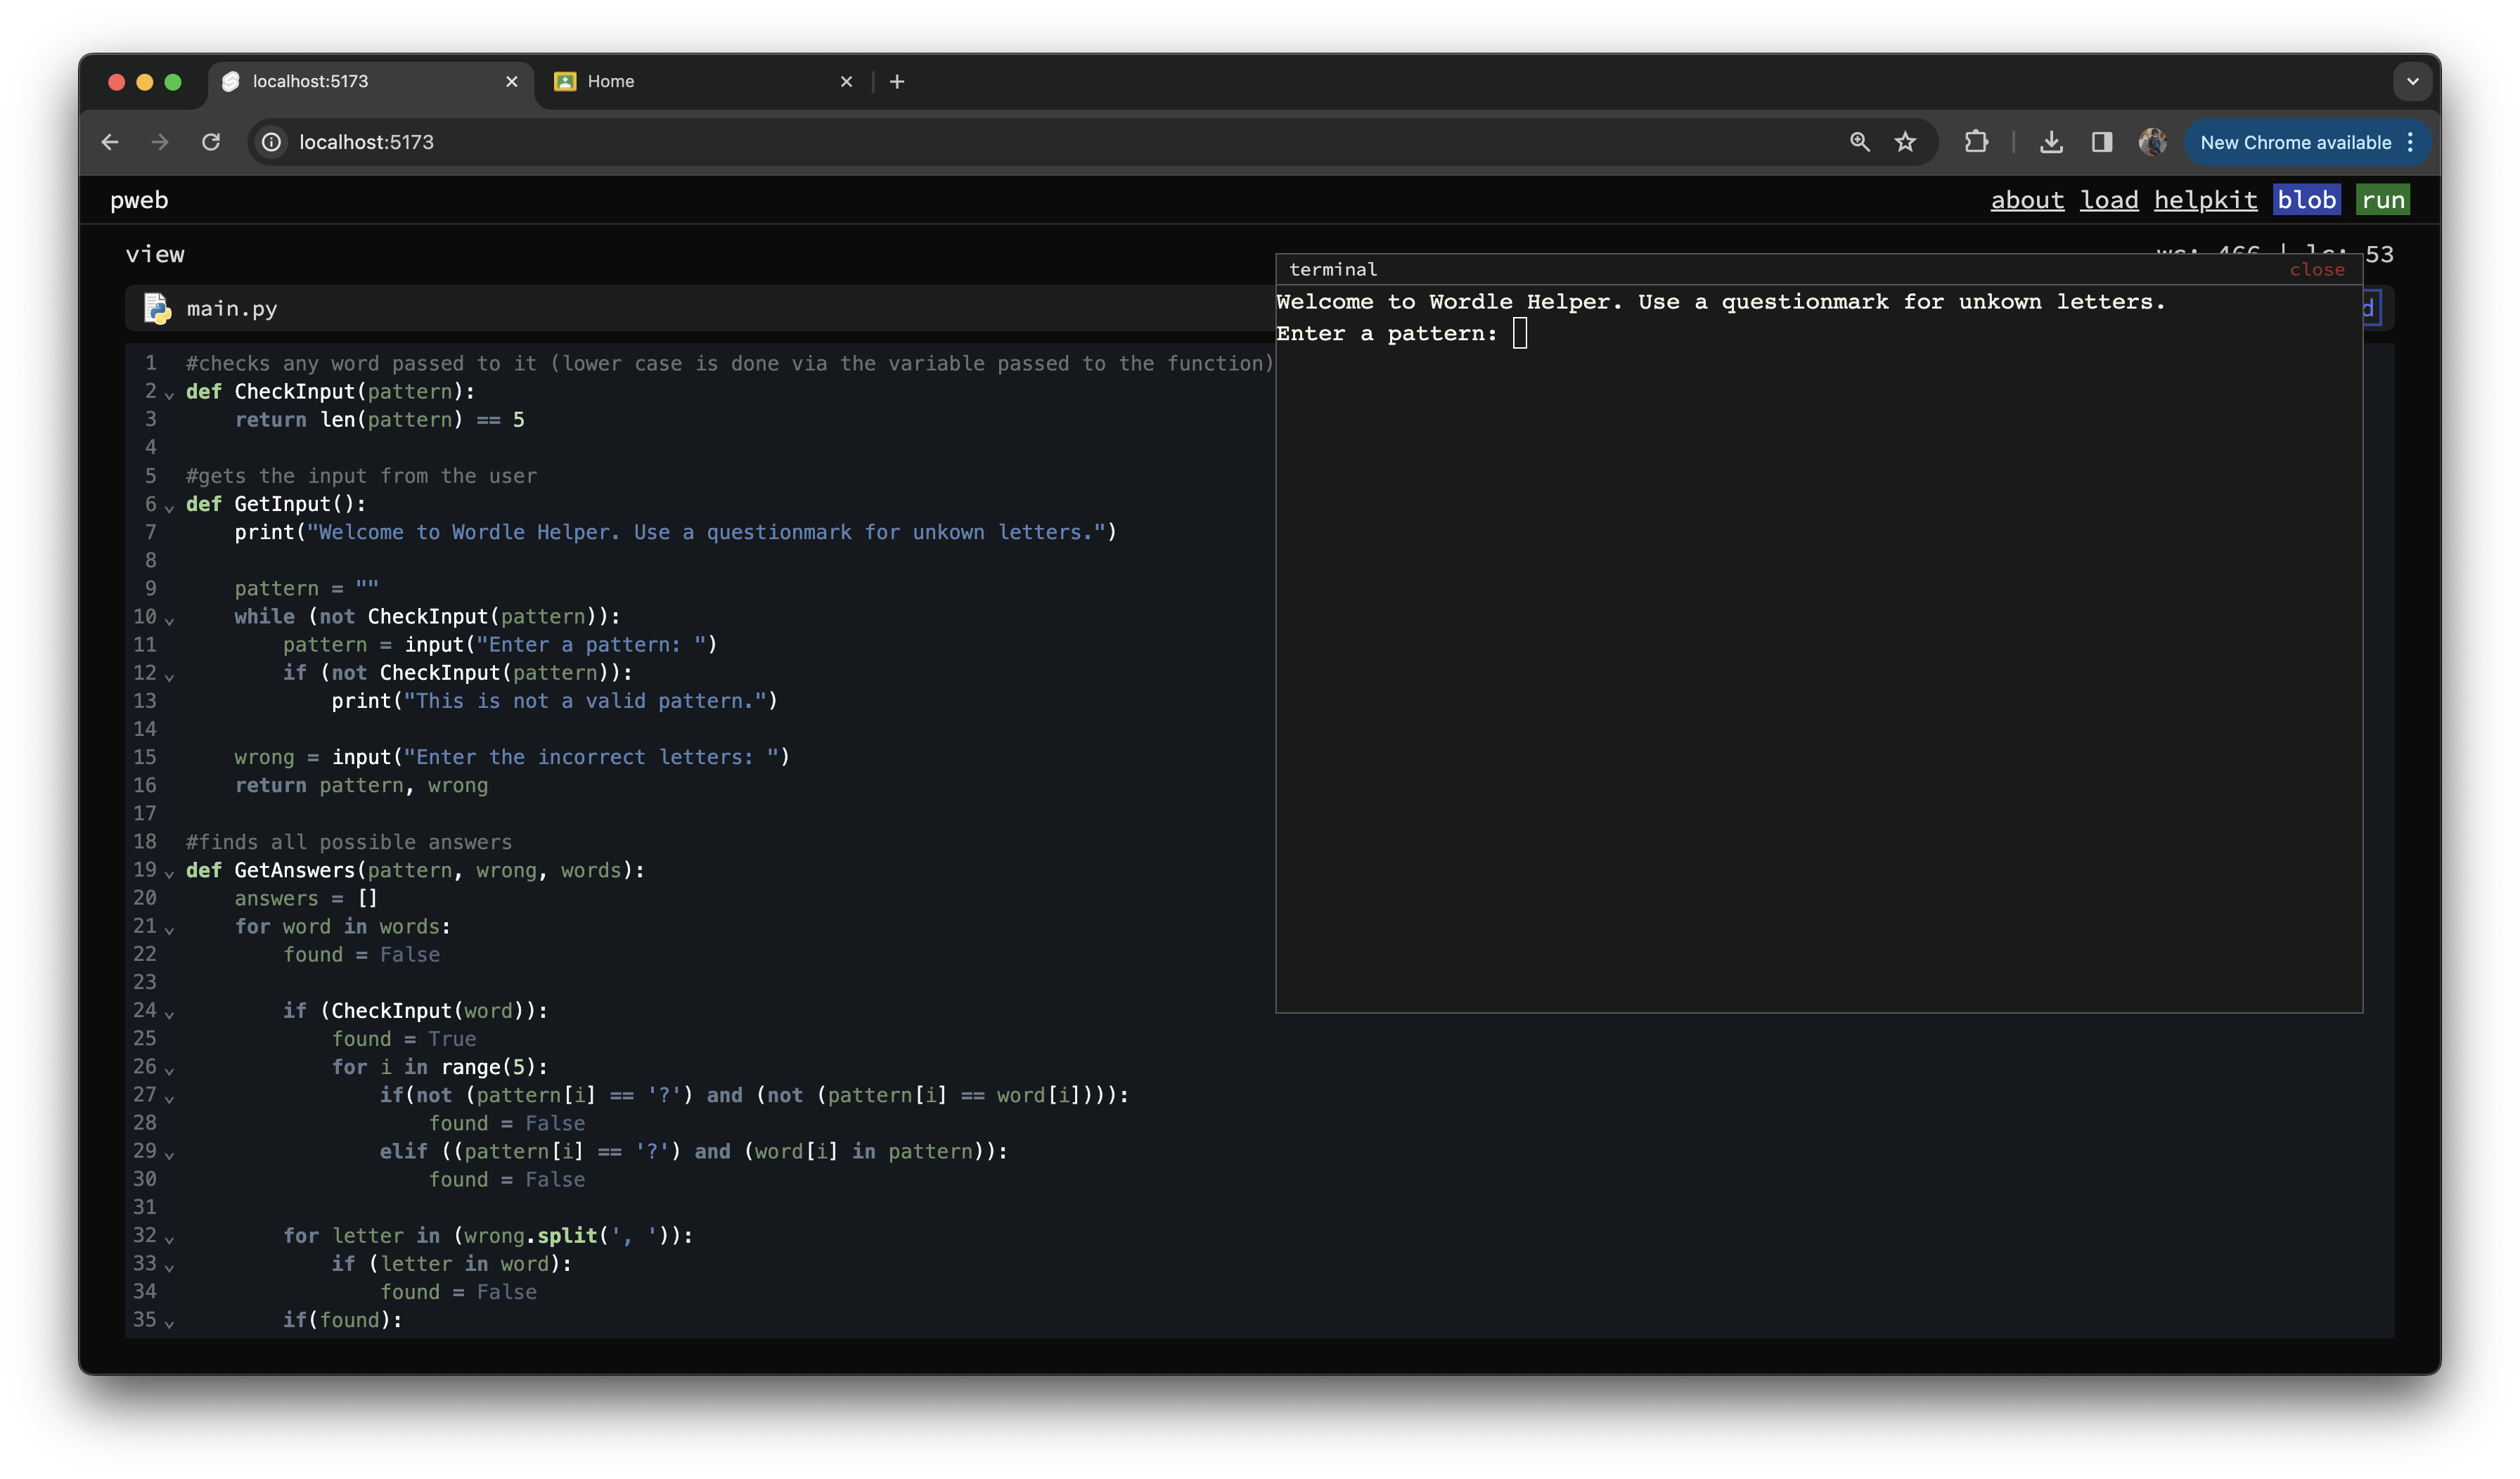 localhost:5173
Home
localhost:5173
New Chrome available
pweb
about load helpkit blob run
view
53
terminal
close
main.py
Welcome to Wordle Helper. Use a questionmark for unkown letters.
Enter a pattern:
1 #checks any word passed to it (lower case is done via the variable passed to the function)
2 def CheckInput(pattern):
3     return len(pattern) == 5
4
5 #gets the input from the user
6 def GetInput():
7     print("Welcome to Wordle Helper. Use a questionmark for unkown letters.")
8
9     pattern = ""
10     while (not CheckInput(pattern)):
11         pattern = input("Enter a pattern: ")
12         if (not CheckInput(pattern)):
13             print("This is not a valid pattern.")
14
15     wrong = input("Enter the incorrect letters: ")
16     return pattern, wrong
17
18 #finds all possible answers
19 def GetAnswers(pattern, wrong, words):
20     answers = []
21     for word in words:
22         found = False
23
24         if (CheckInput(word)):
25             found = True
26             for i in range(5):
27                 if(not (pattern[i] == '?') and (not (pattern[i] == word[i]))):
28                     found = False
29                 elif ((pattern[i] == '?') and (word[i] in pattern)):
30                     found = False
31
32         for letter in (wrong.split(', ')):
33             if (letter in word):
34                 found = False
35         if(found):